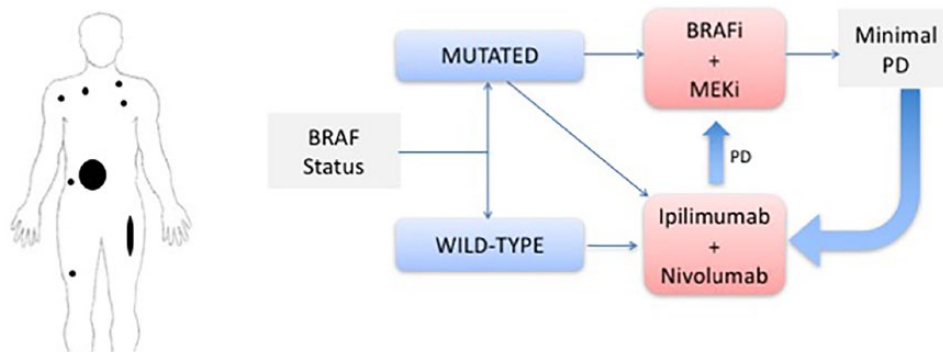 BRAF
Status
MUTATED
WILD-TYPE
BRAFi
+
MEKi
PD
Ipilimumab
+
Nivolumab
Minimal
PD